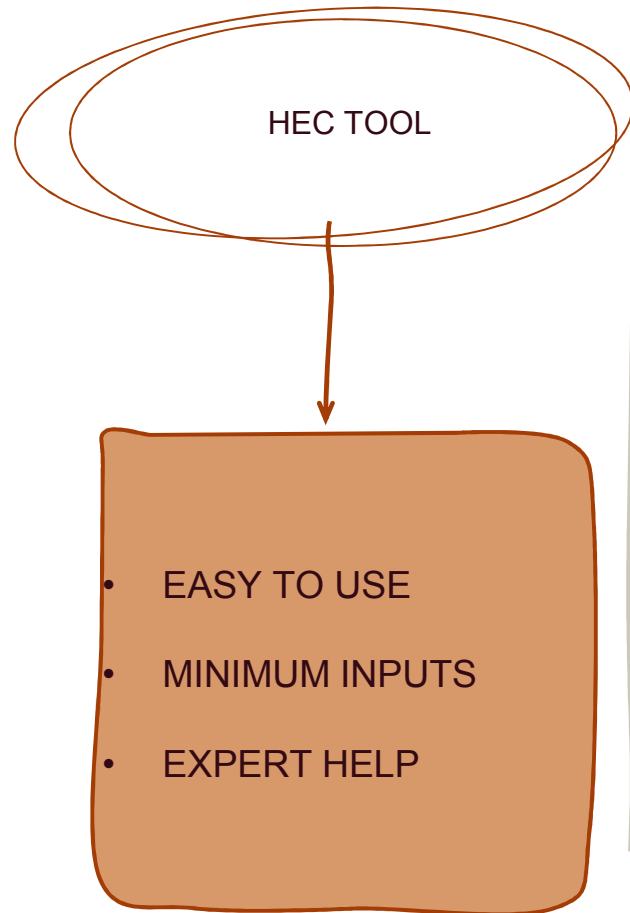 HEC TOOL
• EASY TO USE
• MINIMUM INPUTS
• EXPERT HELP